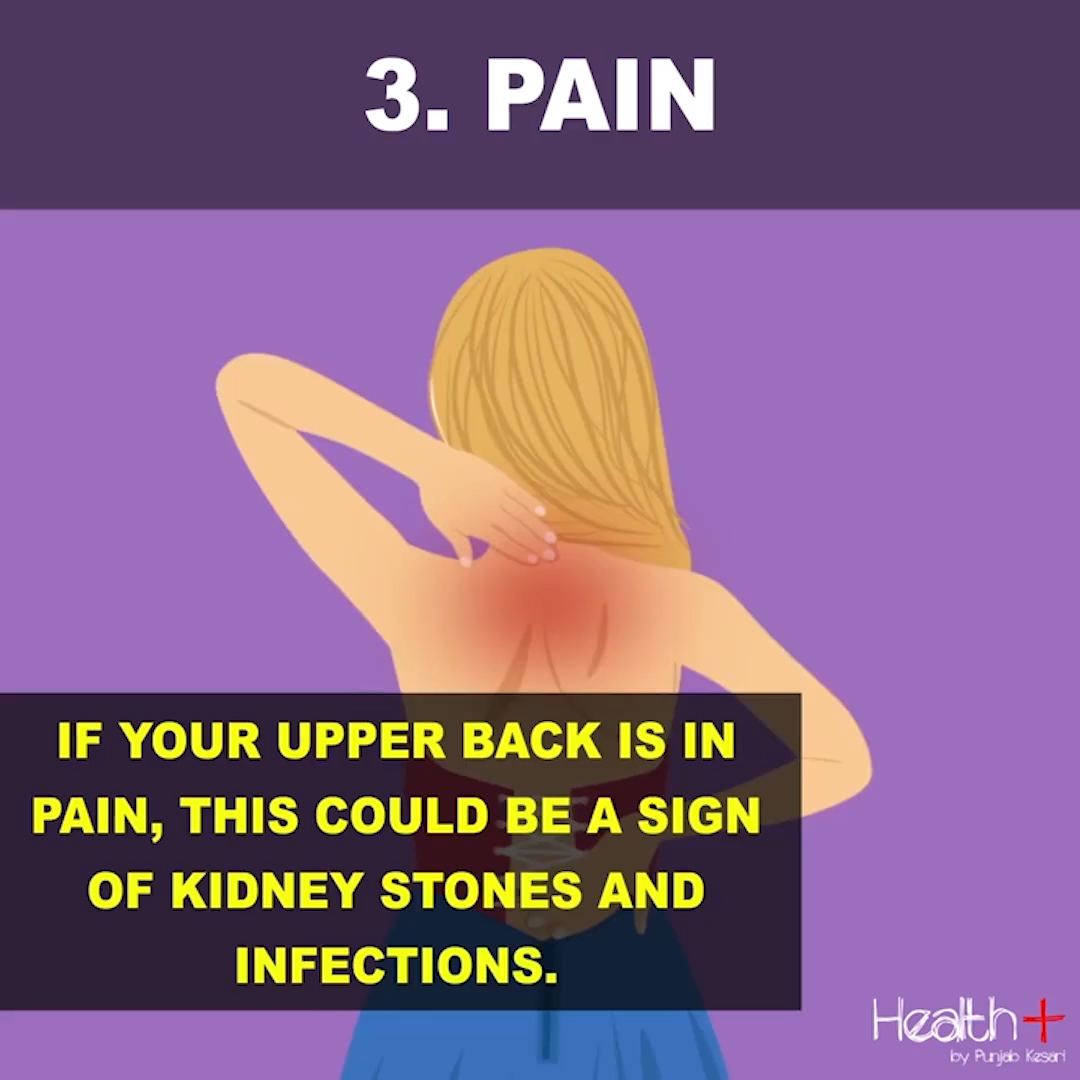 3. PAIN
IF YOUR UPPER BACK IS IN
PAIN, THIS COULD BE A SIGN
OF KIDNEY STONES AND
INFECTIONS.
Health+
by Punjab Kesari